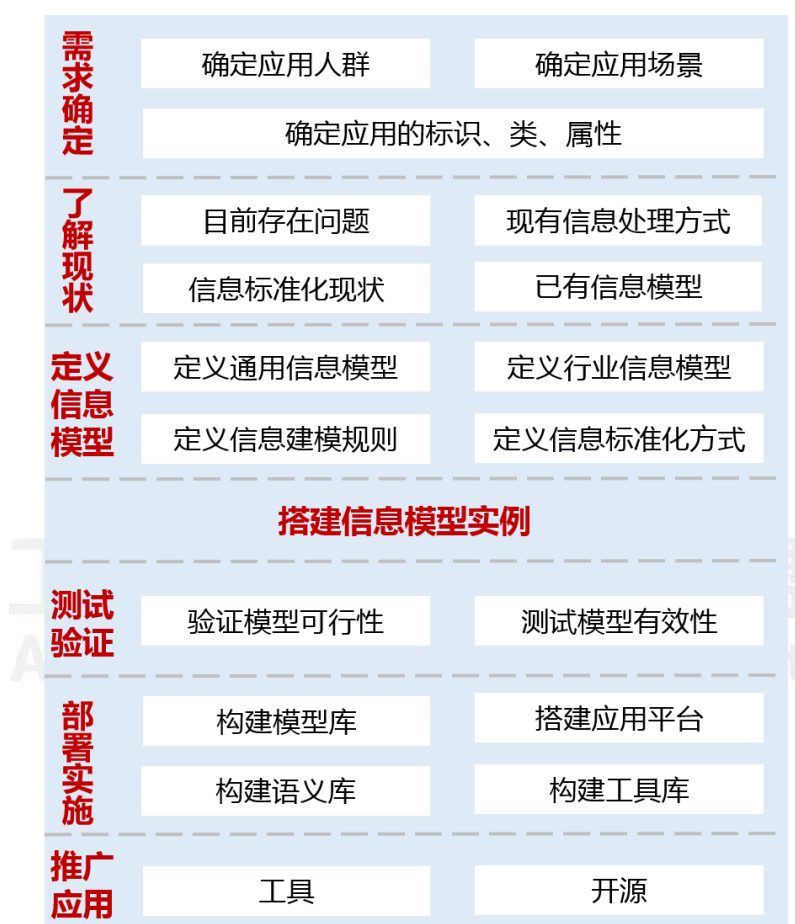 需求确定
确定应用人群
确定应用场景
确定应用的标识、类、属性
了解现状
目前存在问题
现有信息处理方式
信息标准化现状
已有信息模型
定义
信息
模型
定义通用信息模型
定义行业信息模型
定义信息建模规则
定义信息标准化方式
搭建信息模型实例
测试
验证
验证模型可行性
测试模型有效性
部署实施
构建模型库
搭建应用平台
构建语义库
构建工具库
推广
应用
工具
开源